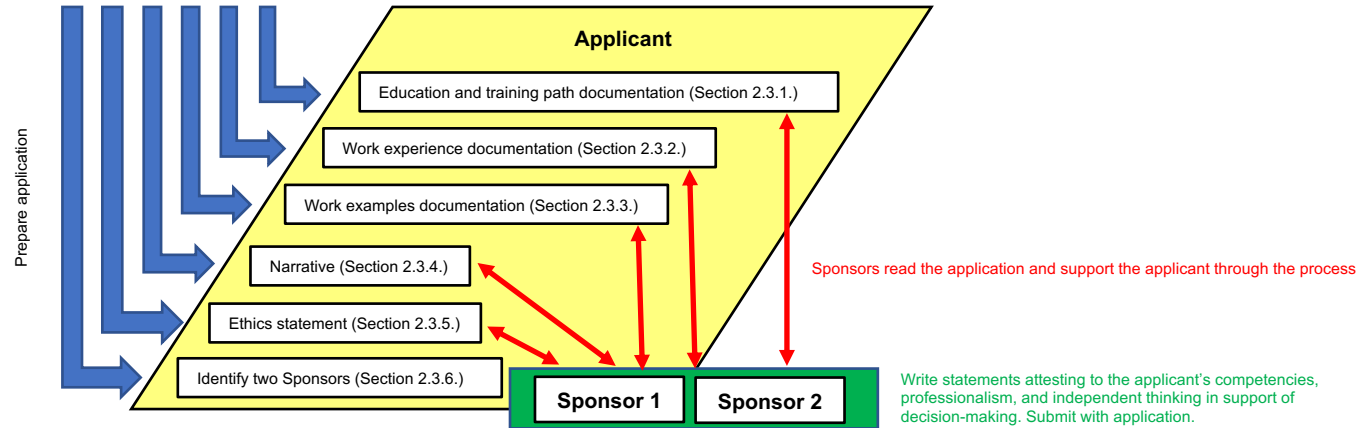 Prepare application
Applicant
Education and training path documentation (Section 2.3.1.)
Work experience documentation (Section 2.3.2.)
Work examples documentation (Section 2.3.3.)
Narrative (Section 2.3.4.)
Sponsors read the application and support the applicant through the process
Ethics statement (Section 2.3.5.)
Identify two Sponsors (Section 2.3.6.)
Sponsor 1
Sponsor 2
Write statements attesting to the applicant’s competencies,
professionalism, and independent thinking in support of
decision-making. Submit with application.